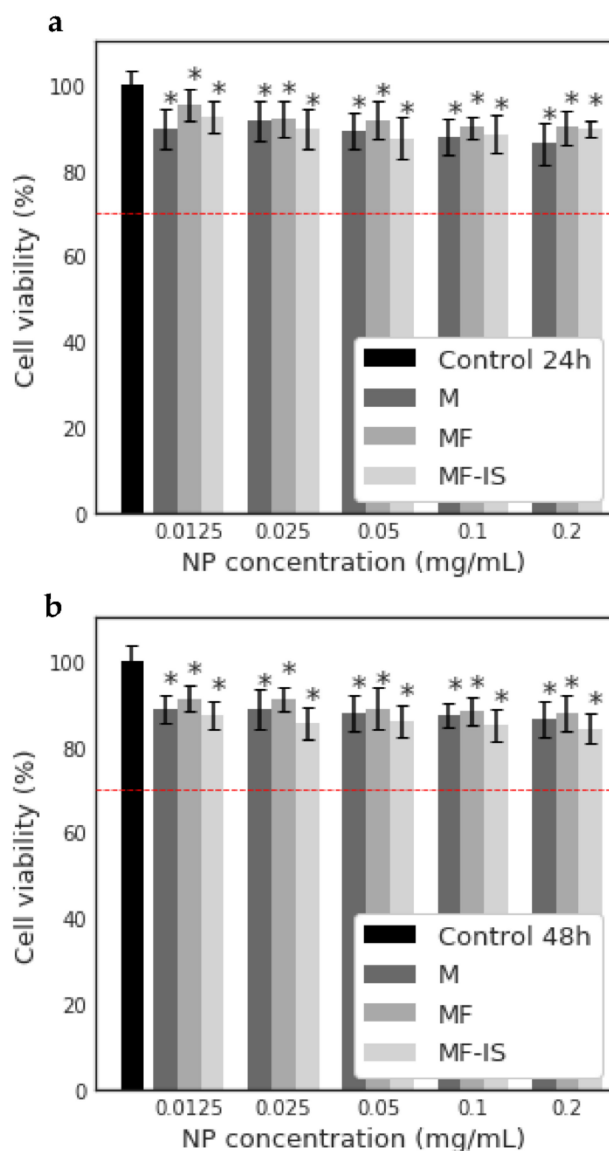 a
100
80
60
40
20
0
Cell viability (%)
* * * * * * * * * * * * * * *
Control 24h
M
MF
MF-IS
0.0125 0.025 0.05 0.1 0.2
NP concentration (mg/mL)
b
100
80
60
40
20
0
Cell viability (%)
* * * * * * * * * * * * * * *
Control 48h
M
MF
MF-IS
0.0125 0.025 0.05 0.1 0.2
NP concentration (mg/mL)